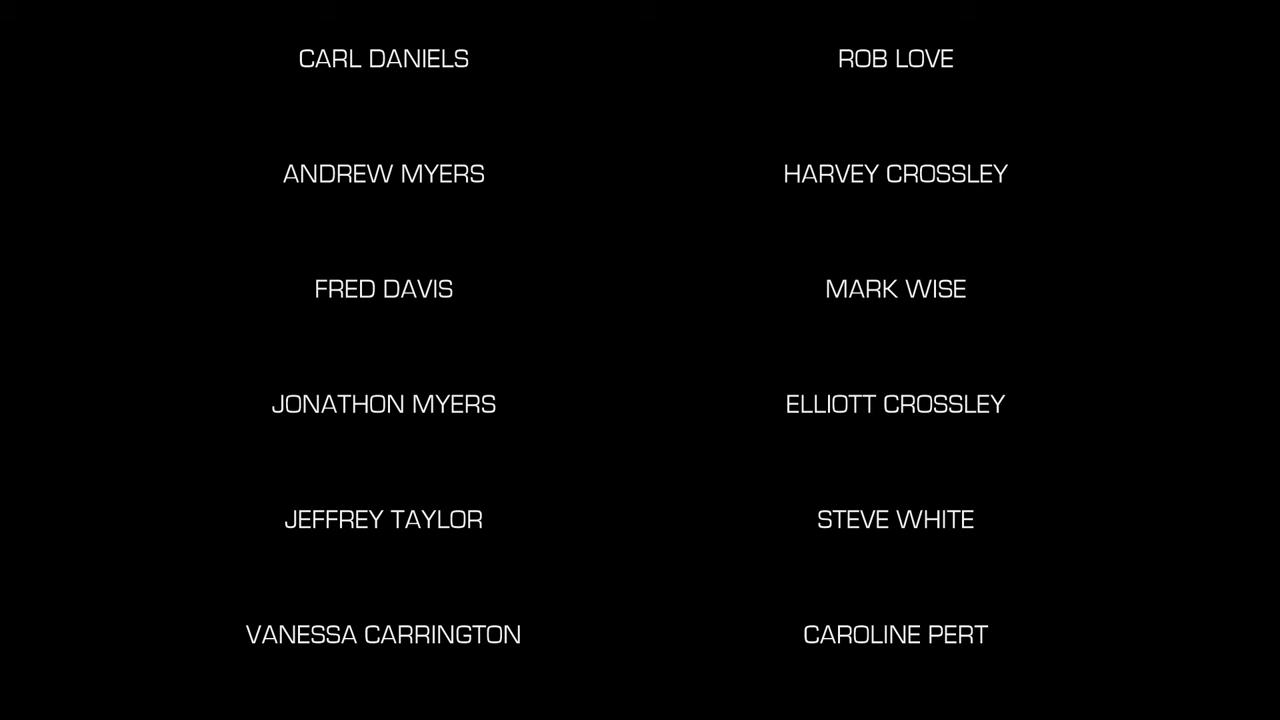 CARL DANIELS ROB LOVE
ANDREW MYERS HARVEY CROSSLEY
FRED DAVIS MARK WISE
JONATHON MYERS ELLIOTT CROSSLEY
JEFFREY TAYLOR STEVE WHITE
VANESSA CARRINGTON CAROLINE PERT